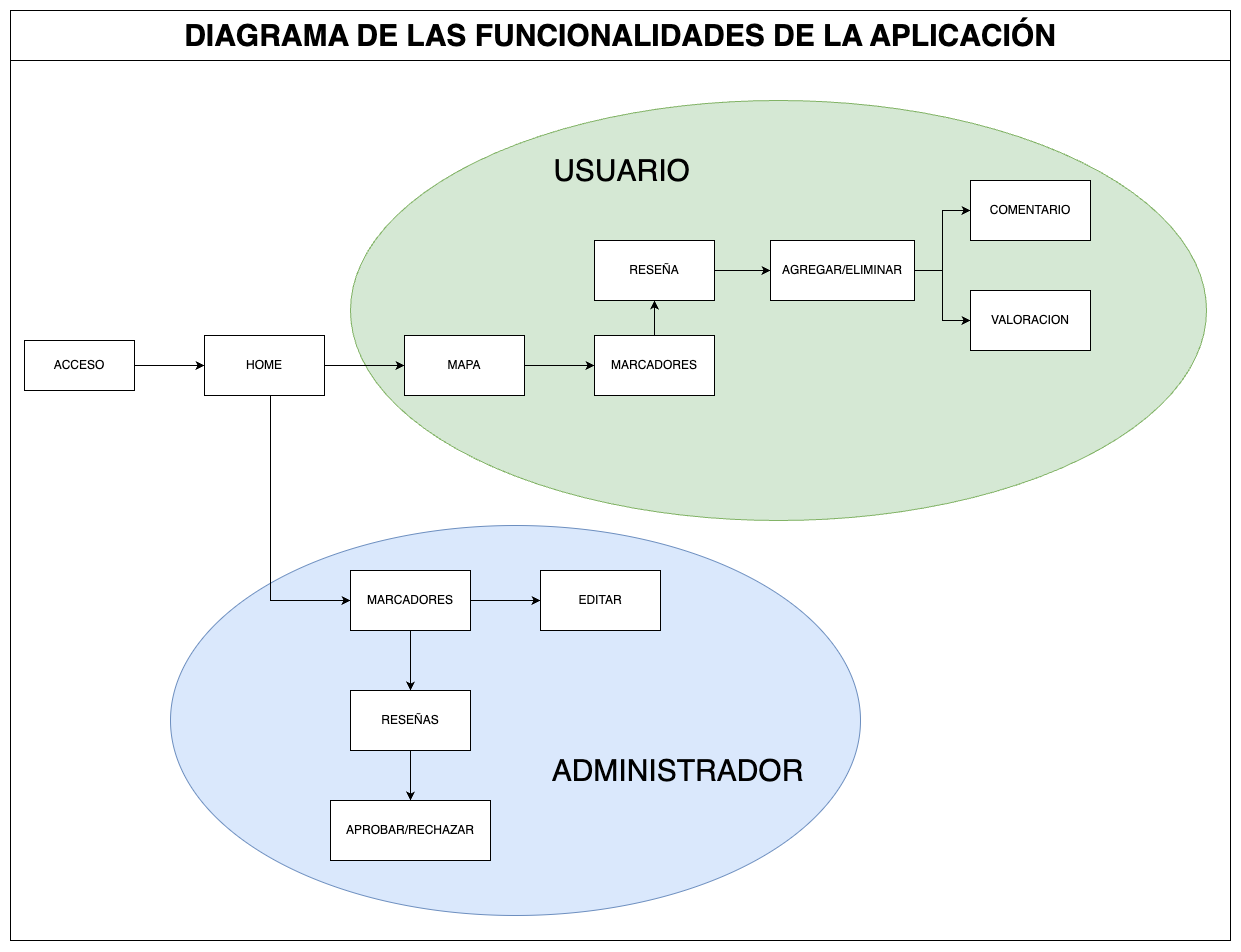 DIAGRAMA DE LAS FUNCIONALIDADES DE LA APLICACIÓN
USUARIO
COMENTARIO
RESEÑA
AGREGAR/ELIMINAR
VALORACION
ACCESO
HOME
MAPA
MARCADORES
MARCADORES
EDITAR
RESEÑAS
ADMINISTRADOR
APROBAR/RECHAZAR